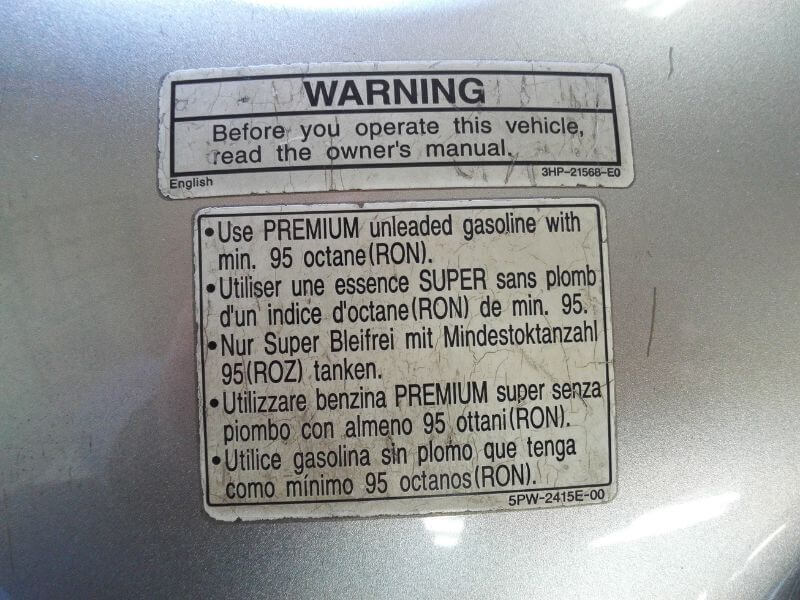 WARNING
Before you operate this vehicle,
read the owner's manual.
English
3HP-21568-E0
•Use PREMIUM unleaded gasoline with
min. 95 octane(RON).
•Utiliser une essence SUPER sans plomb
d'un indice d'octane(RON) de min. 95.
•Nur Super Bleifrei mit Mindestoktanzahl
95(ROZ) tanken.
•Utilizzare benzina PREMIUM super senza
piombo con almeno 95 ottani(RON).
•Utilice gasolina sin plomo que tenga
como mínimo 95 octanos(RON).
5PW-2415E-00